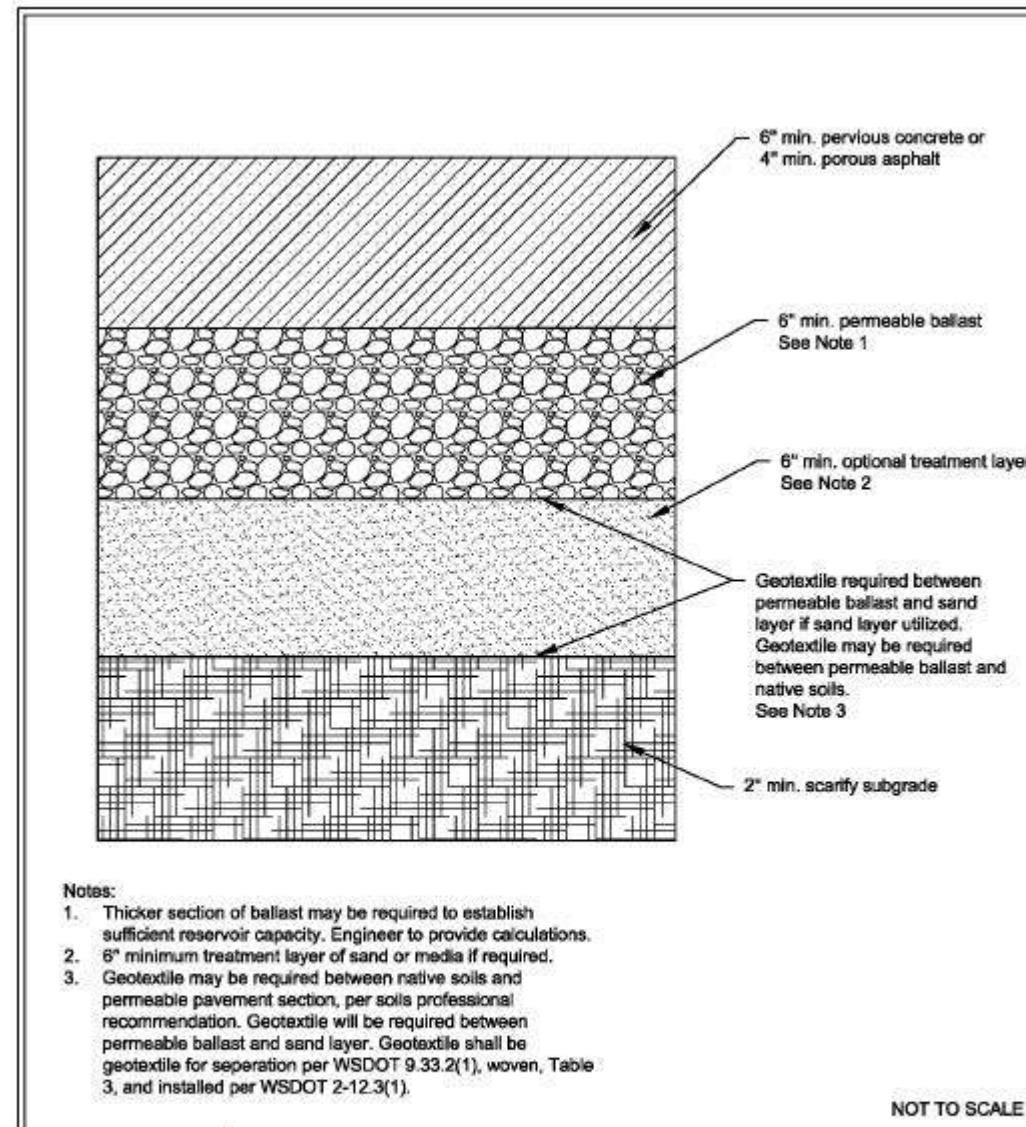 6" min. pervious concrete or
4" min. porous asphalt
6" min. permeable ballast
See Note 1
6" min. optional treatment layer
See Note 2
Geotextile required between
permeable ballast and sand
layer if sand layer utilized.
Geotextile may be required
between permeable ballast and
native soils.
See Note 3
2" min. scarify subgrade
Notes:
1. Thicker section of ballast may be required to establish
sufficient reservoir capacity. Engineer to provide calculations.
2. 6" minimum treatment layer of sand or media if required.
3. Geotextile may be required between native soils and
permeable pavement section, per soils professional
recommendation. Geotextile will be required between
permeable ballast and sand layer. Geotextile shall be
geotextile for seperation per WSDOT 9.33.2(1), woven, Table
3, and installed per WSDOT 2-12.3(1).
NOT TO SCALE